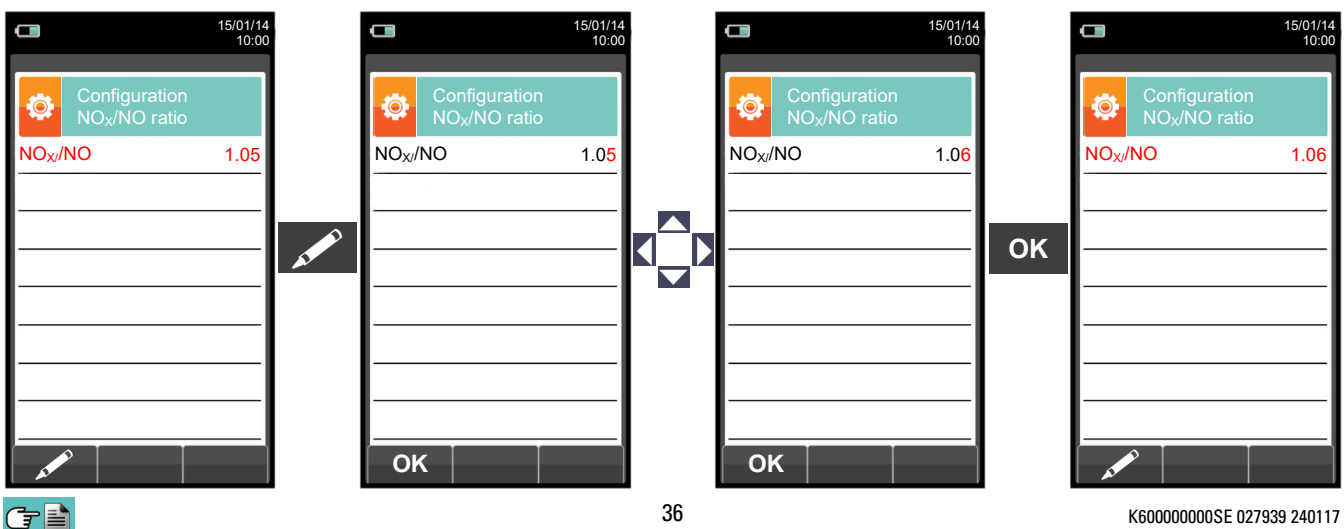 15/01/14
10:00
Configuration
NOX/NO ratio
NOX/NO 1.05
15/01/14
10:00
Configuration
NOX/NO ratio
NOX/NO 1.05
OK
15/01/14
10:00
Configuration
NOX/NO ratio
NOX/NO 1.06
OK
OK
15/01/14
10:00
Configuration
NOX/NO ratio
NOX/NO 1.06
36
K600000000SE 027939 240117